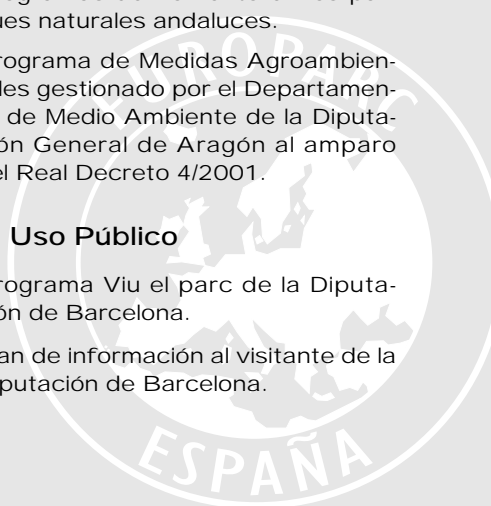 ues naturales andaluces.
rograma de Medidas Agroambien-
les gestionado por el Departamen-
de Medio Ambiente de la Diputa-
ón General de Aragón al amparo
el Real Decreto 4/2001.
Uso Público
rograma Viu el parc de la Diputa-
ón de Barcelona.
an de información al visitante de la
putación de Barcelona.
EUROPARC
ESPAÑA